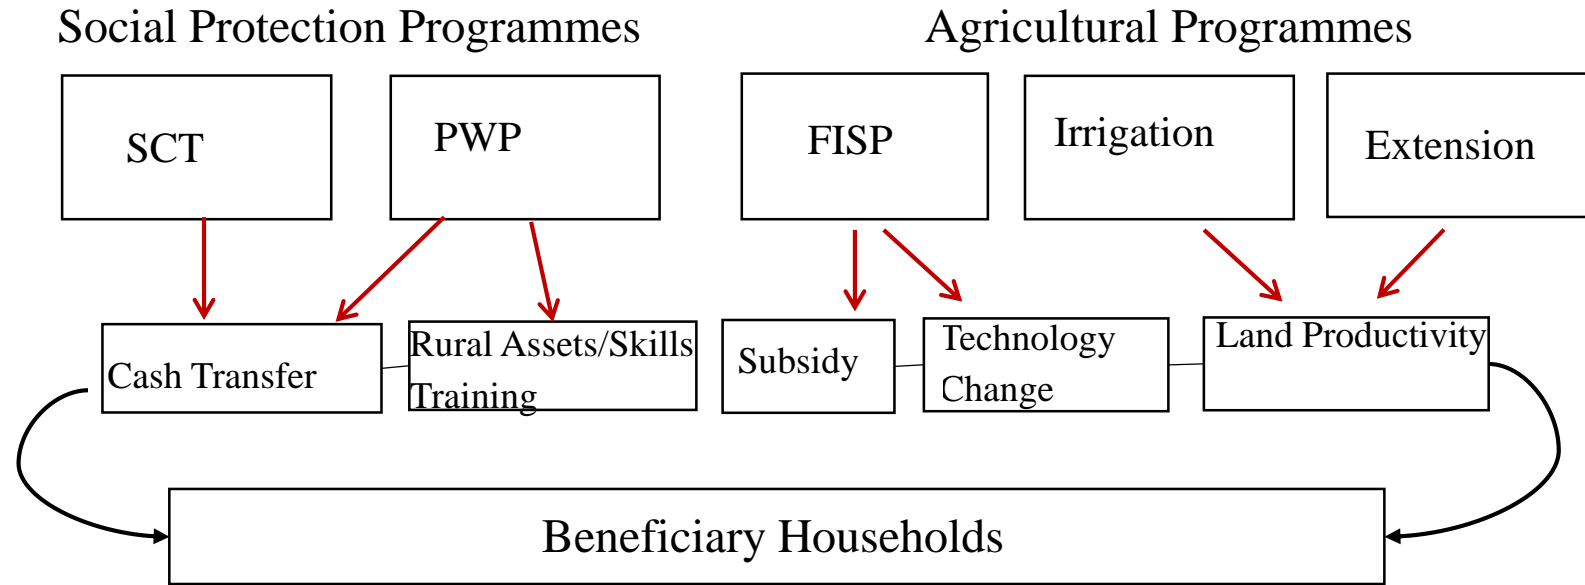 Social Protection Programmes
Agricultural Programmes
SCT
PWP
FISP
Irrigation
Extension
Cash Transfer
Rural Assets/Skills
Training
Subsidy
Technology
Change
Land Productivity
Beneficiary Households